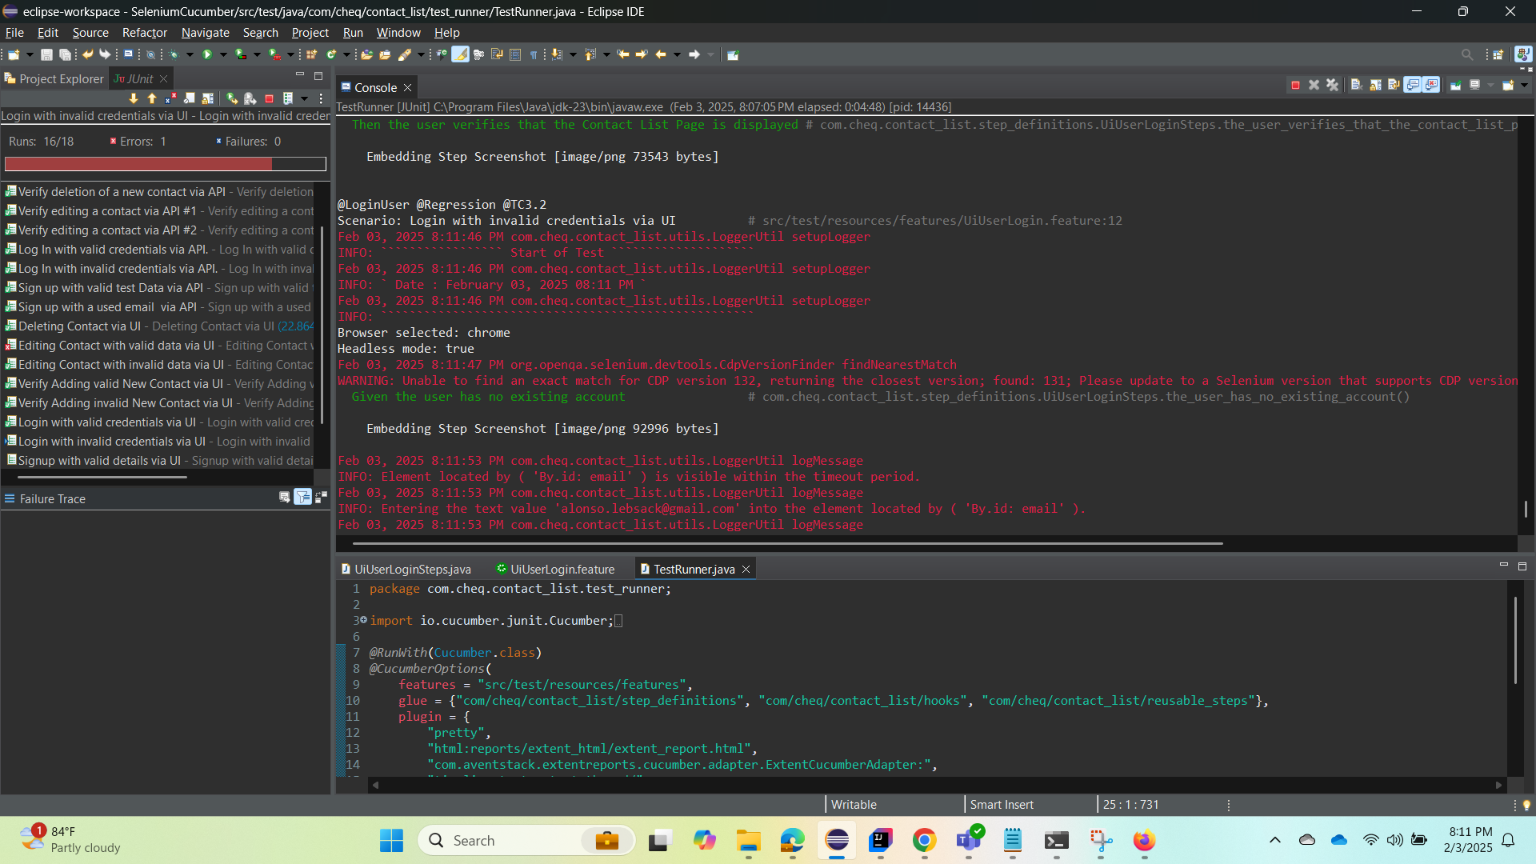 eclipse-workspace - SeleniumCucumber/src/test/java/com/cheq/contact_list/test_runner/TestRunner.java - Eclipse IDE
File Edit Source Refactor Navigate Search Project Run Window Help
Project Explorer
JUnit
Login with invalid credentials via UI - Login with invalid creder
Runs: 16/18 Errors: 1 Failures: 0
Verify deletion of a new contact via API - Verify deletion
Verify editing a contact via API #1 - Verify editing a cont
Verify editing a contact via API #2 - Verify editing a cont
Log In with valid credentials via API. - Log In with valid c
Log In with invalid credentials via API. - Log In with inva
Sign up with valid test Data via API - Sign up with valid
Sign up with a used email via API - Sign up with a used
Deleting Contact via UI - Deleting Contact via UI (22.864
Editing Contact with valid data via UI - Editing Contact v
Editing Contact with invalid data via UI - Editing Contac
Verify Adding valid New Contact via UI - Verify Adding v
Verify Adding invalid New Contact via UI - Verify Adding
Login with valid credentials via UI - Login with valid crec
Login with invalid credentials via UI - Login with invalid
Signup with valid details via UI - Signup with valid detai
Failure Trace
Console
TestRunner [JUnit] C:\Program Files\Java\jdk-23\bin\javaw.exe (Feb 3, 2025, 8:07:05 PM elapsed: 0:04:48) [pid: 14436]
Then the user verifies that the Contact List Page is displayed # com.cheq.contact_list.step_definitions.UiUserLoginSteps.the_user_verifies_that_the_contact_list_p
Embedding Step Screenshot [image/png 73543 bytes]
@LoginUser @Regression @TC3.2
Scenario: Login with invalid credentials via UI # src/test/resources/features/UiUserLogin.feature:12
Feb 03, 2025 8:11:46 PM com.cheq.contact_list.utils.LoggerUtil setupLogger
INFO: ````````````````` Start of Test ````````````````````
Feb 03, 2025 8:11:46 PM com.cheq.contact_list.utils.LoggerUtil setupLogger
INFO: ` Date : February 03, 2025 08:11 PM `
Feb 03, 2025 8:11:46 PM com.cheq.contact_list.utils.LoggerUtil setupLogger
INFO: ````````````````````````````````````````````````````
Browser selected: chrome
Headless mode: true
Feb 03, 2025 8:11:47 PM org.openqa.selenium.devtools.CdpVersionFinder findNearestMatch
WARNING: Unable to find an exact match for CDP version 132, returning the closest version; found: 131; Please update to a Selenium version that supports CDP version
Given the user has no existing account # com.cheq.contact_list.step_definitions.UiUserLoginSteps.the_user_has_no_existing_account()
Embedding Step Screenshot [image/png 92996 bytes]
Feb 03, 2025 8:11:53 PM com.cheq.contact_list.utils.LoggerUtil logMessage
INFO: Element located by ( 'By.id: email' ) is visible within the timeout period.
Feb 03, 2025 8:11:53 PM com.cheq.contact_list.utils.LoggerUtil logMessage
INFO: Entering the text value 'alonso.lebsack@gmail.com' into the element located by ( 'By.id: email' ).
Feb 03, 2025 8:11:53 PM com.cheq.contact_list.utils.LoggerUtil logMessage
UiUserLoginSteps.java UiUserLogin.feature TestRunner.java
1 package com.cheq.contact_list.test_runner;
2
3 import io.cucumber.junit.Cucumber;
6
7 @RunWith(Cucumber.class)
8 @CucumberOptions(
9 features = "src/test/resources/features",
10 glue = {"com/cheq/contact_list/step_definitions", "com/cheq/contact_list/hooks", "com/cheq/contact_list/reusable_steps"},
11 plugin = {
12 "pretty",
13 "html:reports/extent_html/extent_report.html",
14 "com.aventstack.extentreports.cucumber.adapter.ExtentCucumberAdapter:",
Writable Smart Insert 25 : 1 : 731
1
84°F
Partly cloudy
Search
8:11 PM
2/3/2025